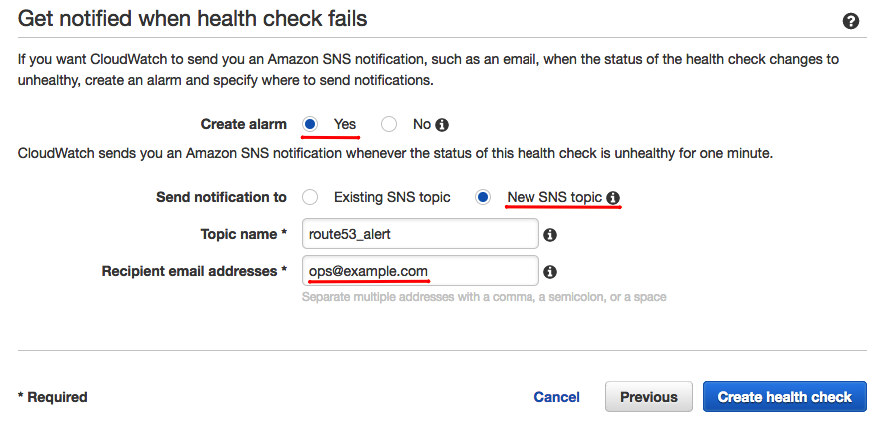 Get notified when health check fails
If you want CloudWatch to send you an Amazon SNS notification, such as an email, when the status of the health check changes to
unhealthy, create an alarm and specify where to send notifications.
Create alarm Yes No
CloudWatch sends you an Amazon SNS notification whenever the status of this health check is unhealthy for one minute.
Send notification to Existing SNS topic New SNS topic
Topic name * route53_alert
Recipient email addresses * ops@example.com
Separate multiple addresses with a comma, a semicolon, or a space
* Required Cancel Previous Create health check